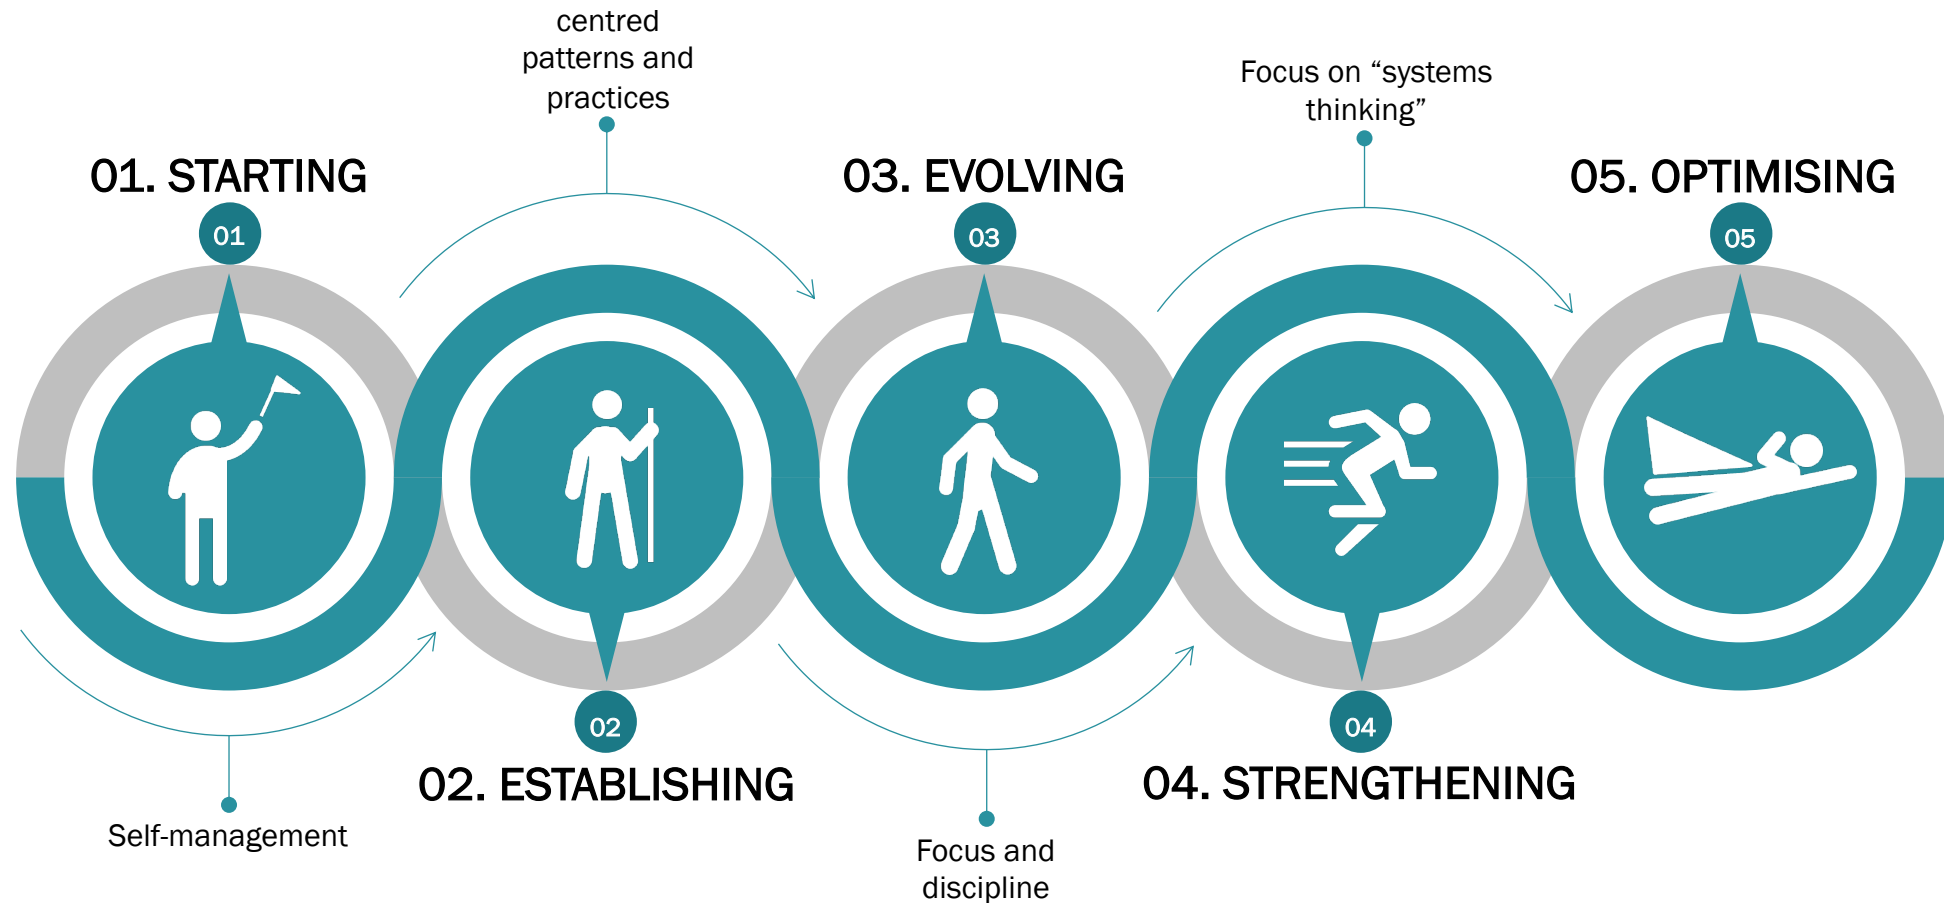 centred
patterns and
practices
Focus on “systems
thinking”
01. STARTING
03. EVOLVING
05. OPTIMISING
01
03
05
02
04
02. ESTABLISHING
04. STRENGTHENING
Self-management
Focus and
discipline